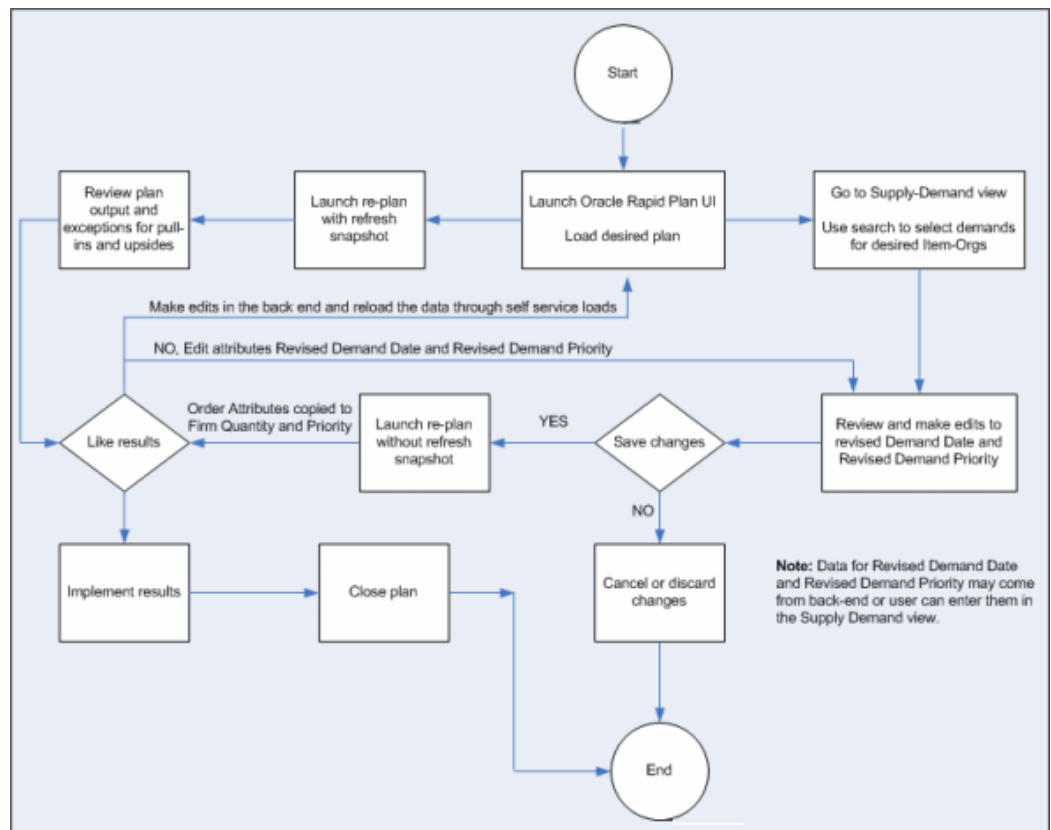 Start
Review plan
output and
exceptions for pull-
ins and upsides
Launch re-plan
with refresh
snapshot
Launch Oracle Rapid Plan UI
Load desired plan
Go to Supply-Demand view
Use search to select demands
for desired Item-Orgs
Make edits in the back end and reload the data through self service loads
NO, Edit attributes Revised Demand Date and Revised Demand Priority
Like results
Order Attributes copied to
Firm Quantity and Priority
Launch re-plan
without refresh
snapshot
YES
Save changes
Review and make edits to
revised Demand Date and
Revised Demand Priority
NO
Implement results
Close plan
Cancel or discard
changes
Note: Data for Revised Demand Date
and Revised Demand Priority may come
from back-end or user can enter them in
the Supply Demand view.
End